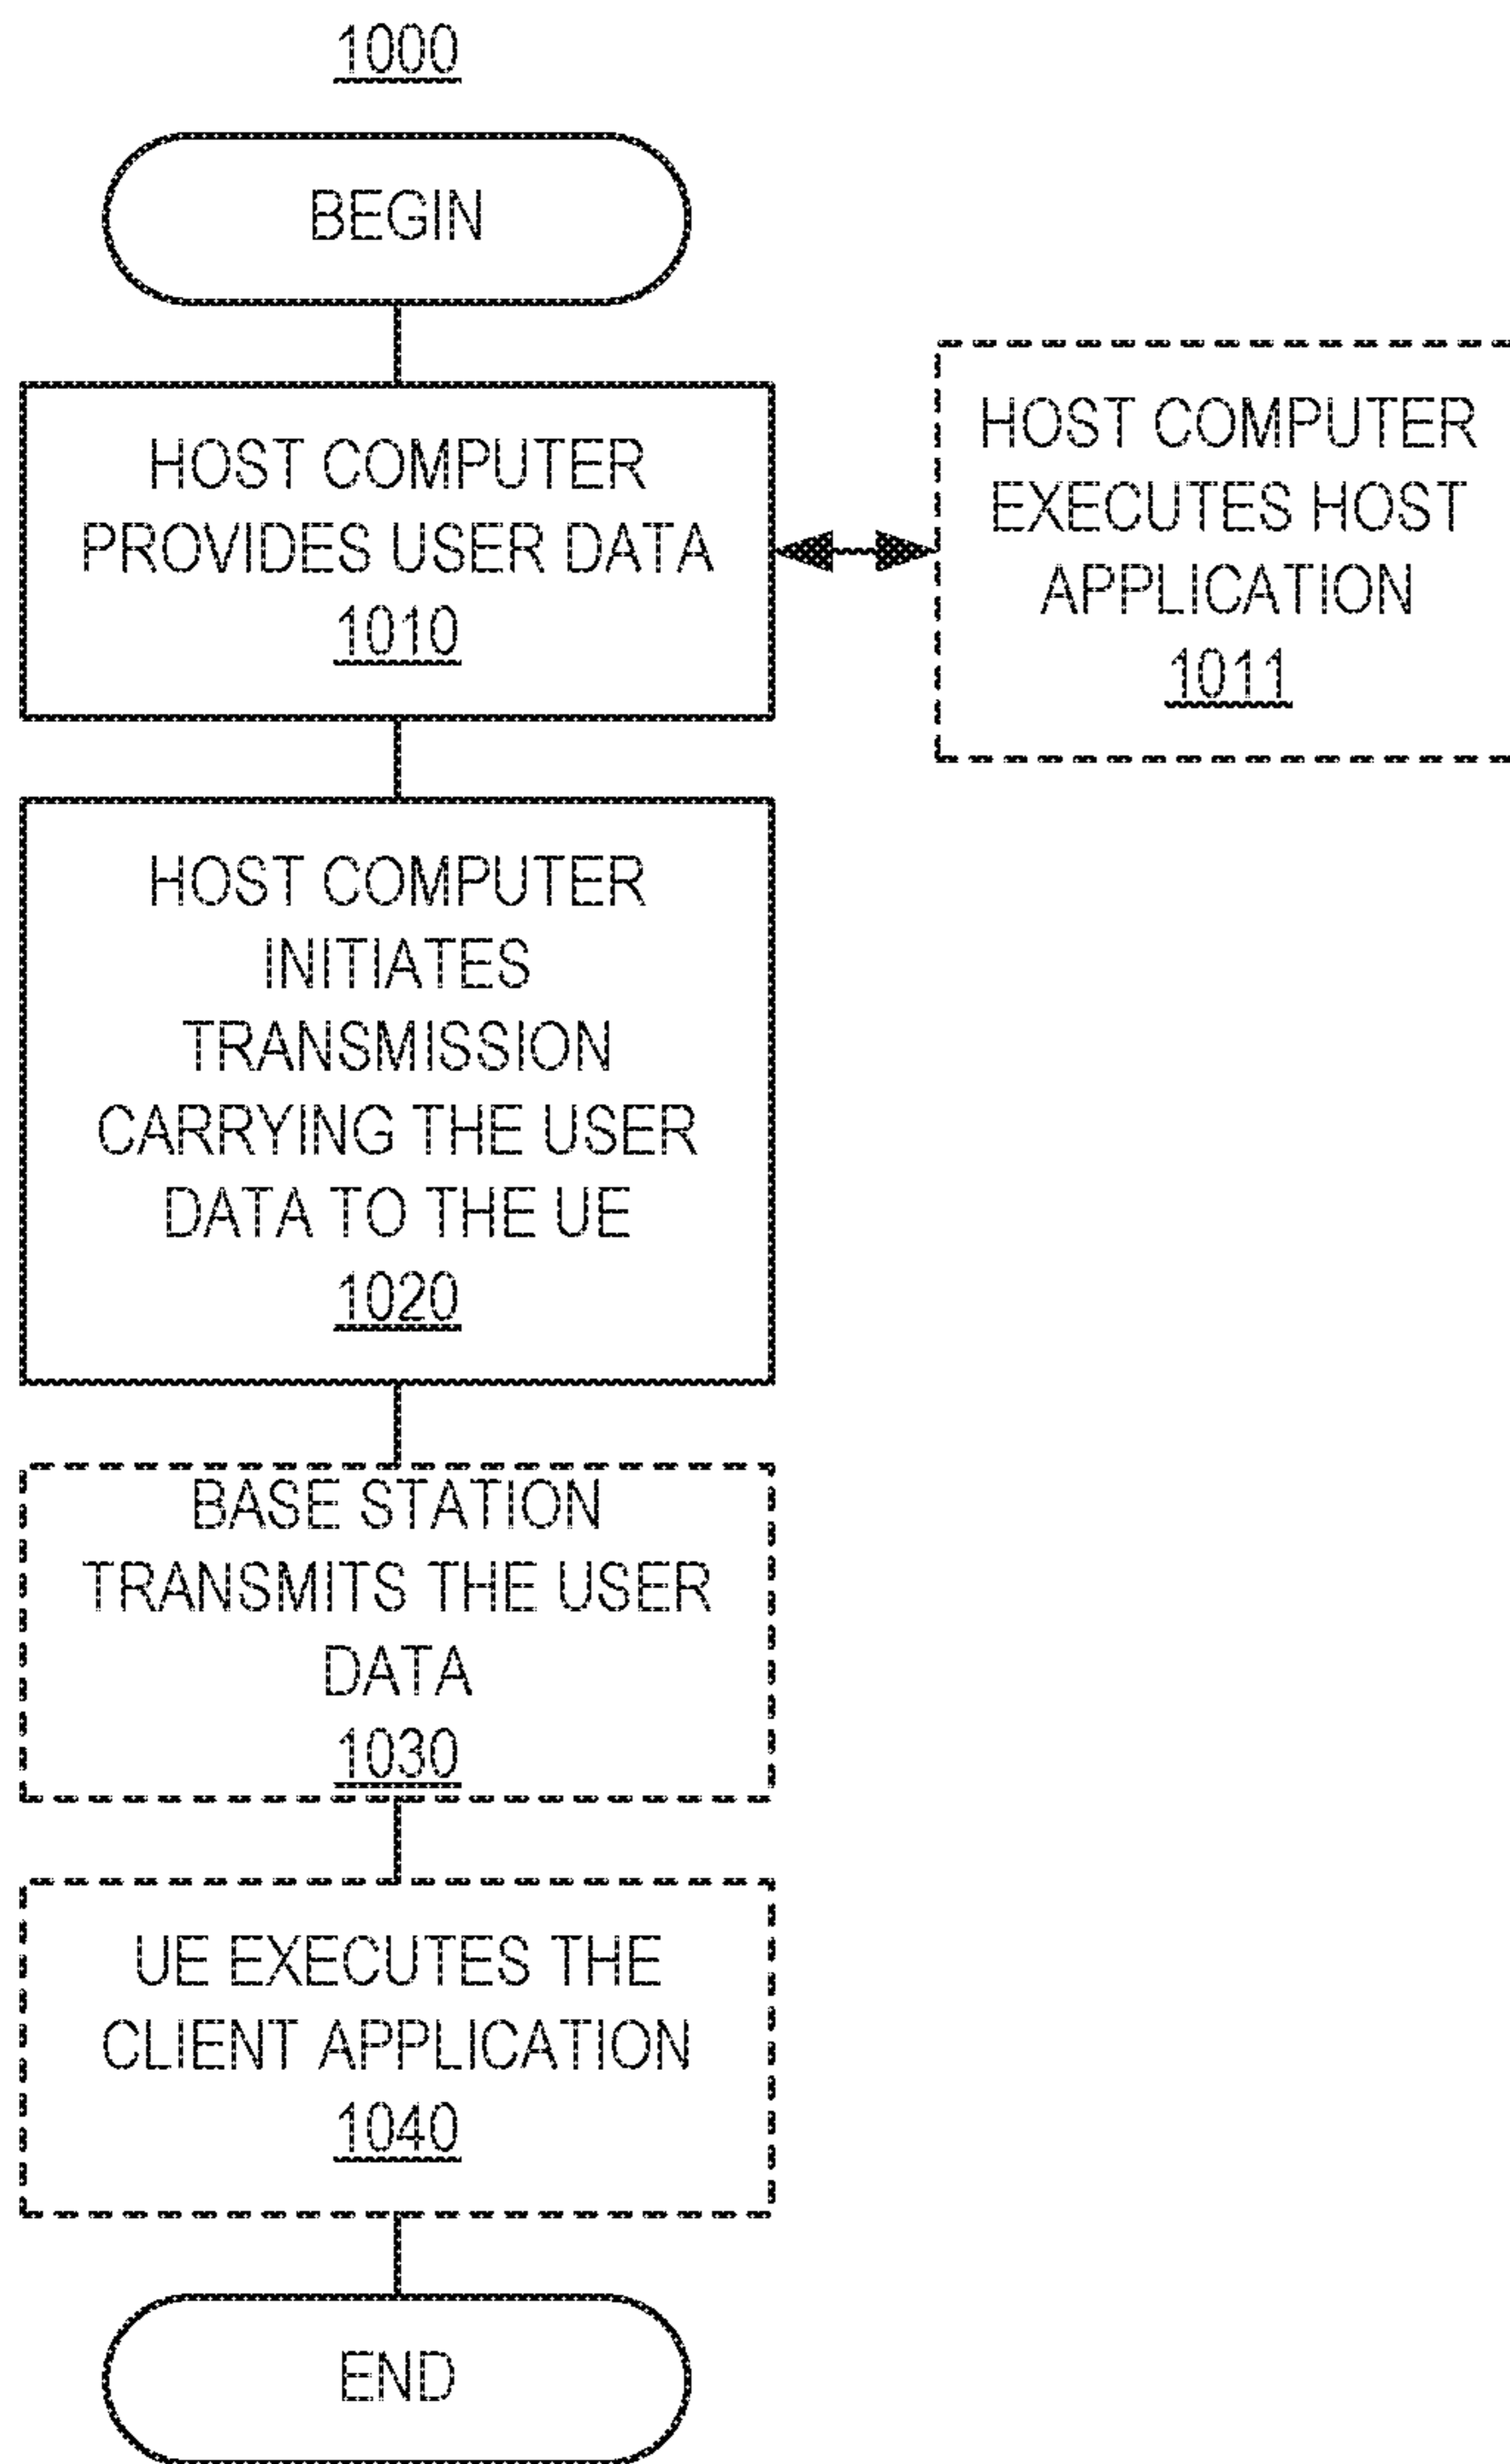 1000
BEGIN
HOST COMPUTER
PROVIDES USER DATA
1010
HOST COMPUTER
EXECUTES HOST
APPLICATION
1011
HOST COMPUTER
INITIATES
TRANSMISSION
CARRYING THE USER
DATA TO THE UE
1020
BASE STATION
TRANSMITS THE USER
DATA
1030
UE EXECUTES THE
CLIENT APPLICATION
1040
END